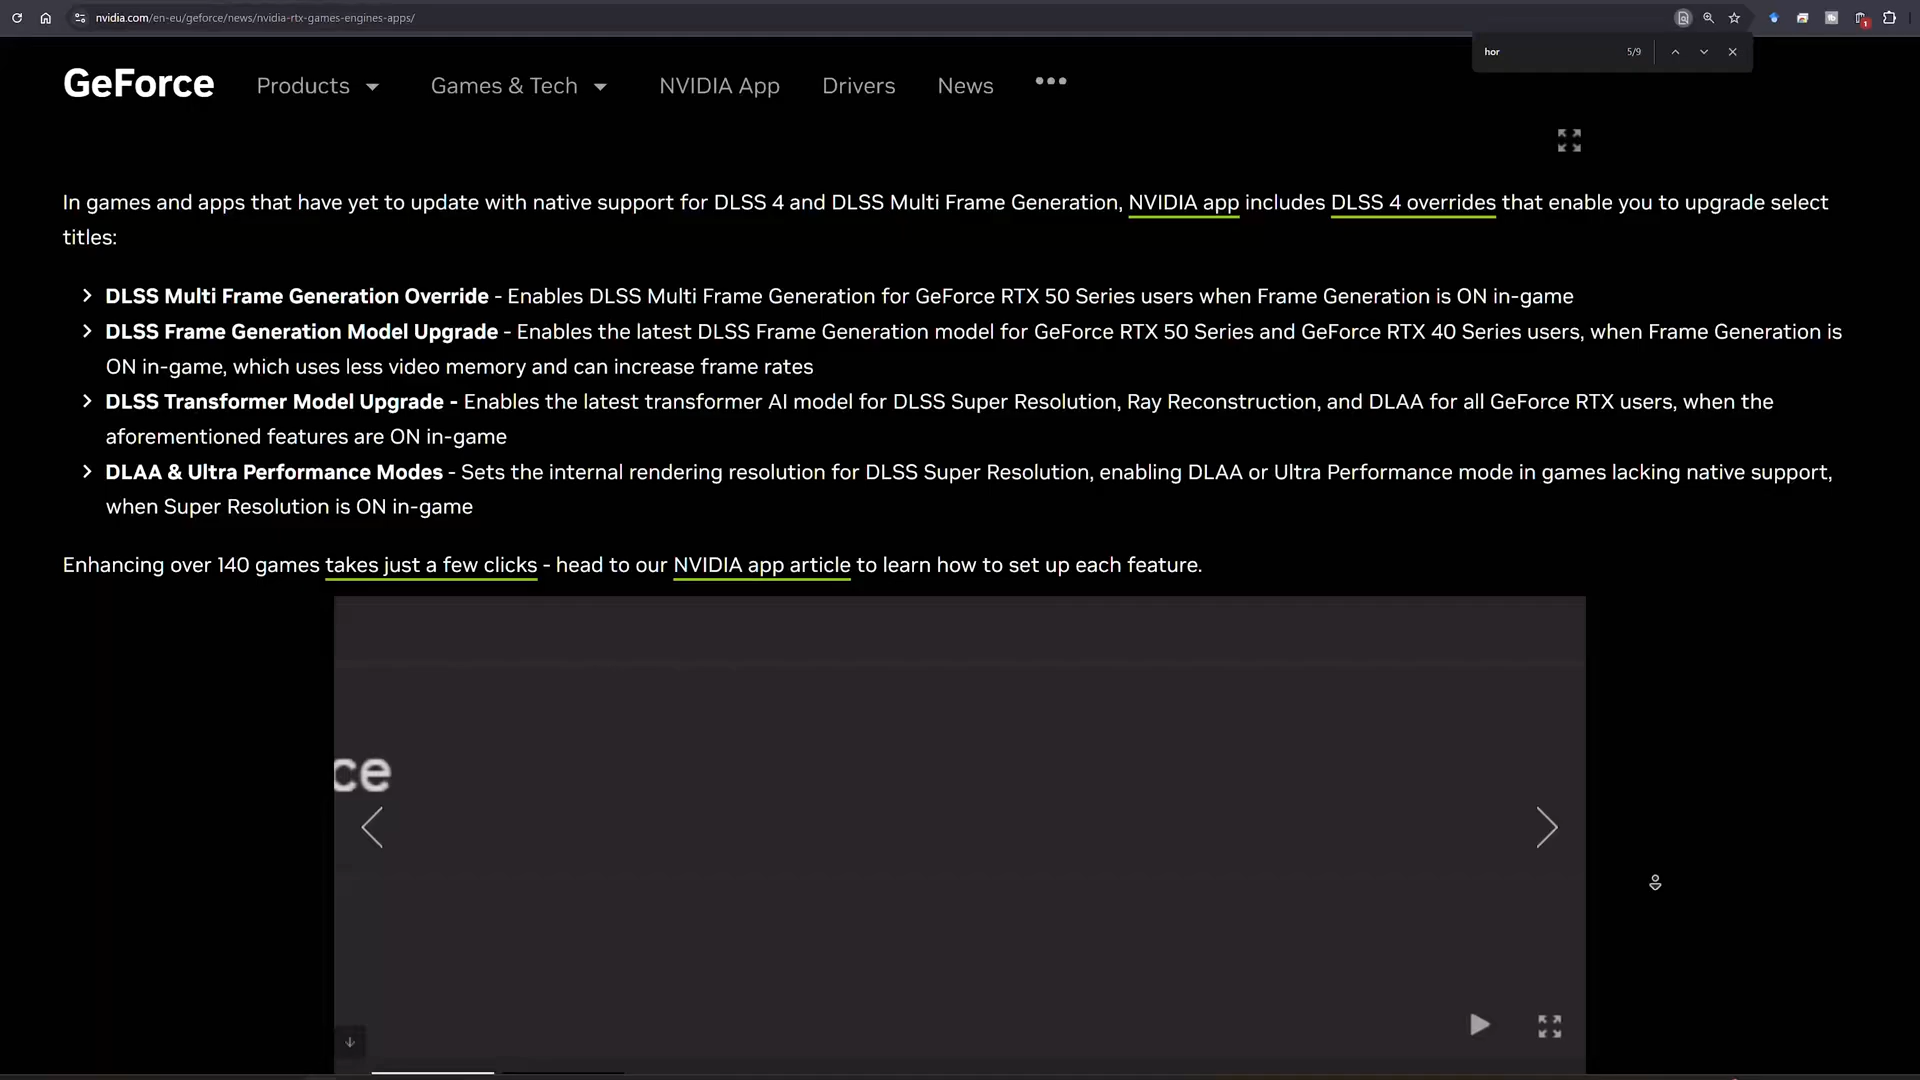 nvidia.com/en-eu/geforce/news/nvidia-rtx-games-engines-apps/
1
hor 5/9
GeForce Products Games & Tech NVIDIA App Drivers News •••
In games and apps that have yet to update with native support for DLSS 4 and DLSS Multi Frame Generation, NVIDIA app includes DLSS 4 overrides that enable you to upgrade select
titles:
DLSS Multi Frame Generation Override - Enables DLSS Multi Frame Generation for GeForce RTX 50 Series users when Frame Generation is ON in-game
DLSS Frame Generation Model Upgrade - Enables the latest DLSS Frame Generation model for GeForce RTX 50 Series and GeForce RTX 40 Series users, when Frame Generation is
ON in-game, which uses less video memory and can increase frame rates
DLSS Transformer Model Upgrade - Enables the latest transformer AI model for DLSS Super Resolution, Ray Reconstruction, and DLAA for all GeForce RTX users, when the
aforementioned features are ON in-game
DLAA & Ultra Performance Modes - Sets the internal rendering resolution for DLSS Super Resolution, enabling DLAA or Ultra Performance mode in games lacking native support,
when Super Resolution is ON in-game
Enhancing over 140 games takes just a few clicks - head to our NVIDIA app article to learn how to set up each feature.
ce